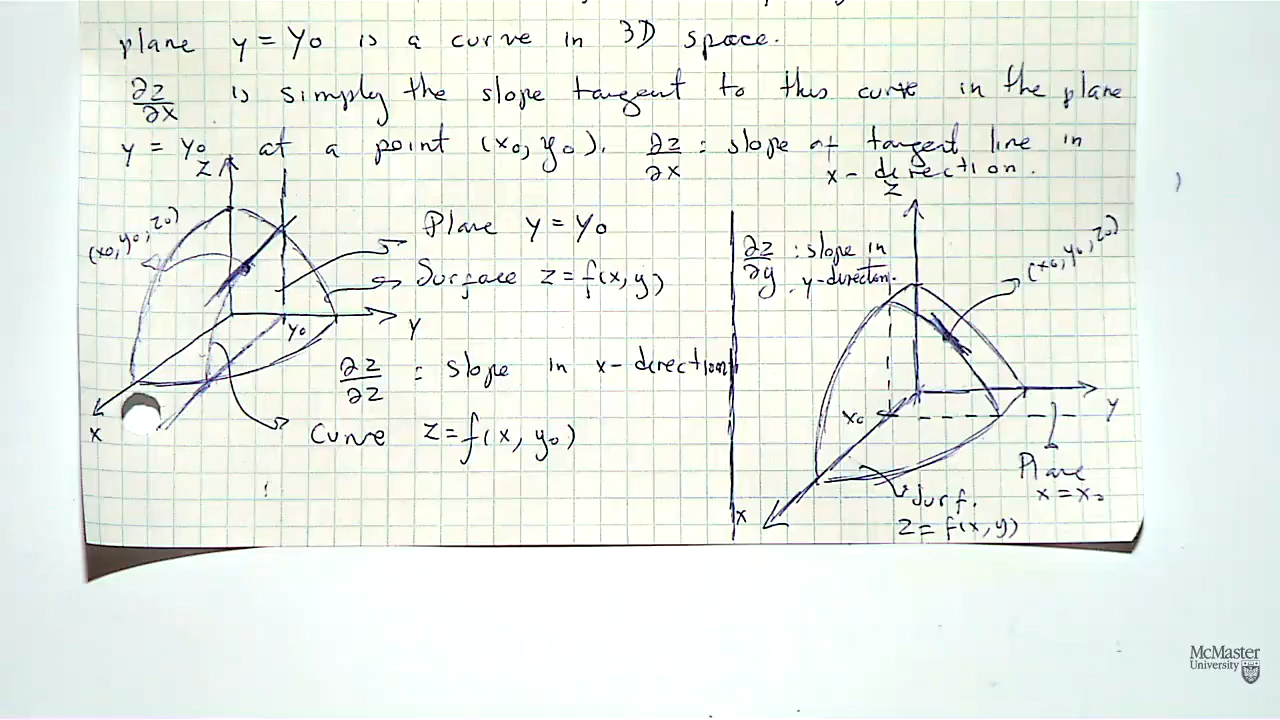 plane y = y₀ is a curve in 3D space.
∂z/∂x is simply the slope tangent to this curve in the plane
y = y₀ at a point (x₀, y₀). ∂z/∂x : slope of tangent line in
x-direction.
z
(x₀, y₀, z₀)
Plane y = y₀
Surface z = f(x, y)
y₀
y
∂z/∂z : slope in x-direction
x
Curve z = f(x, y₀)
z
∂z/∂y : slope in
y-direction.
(x₀, y₀, z₀)
x₀
y
Plane
x = x₀
x
Surf.
z = f(x, y)
McMaster
University